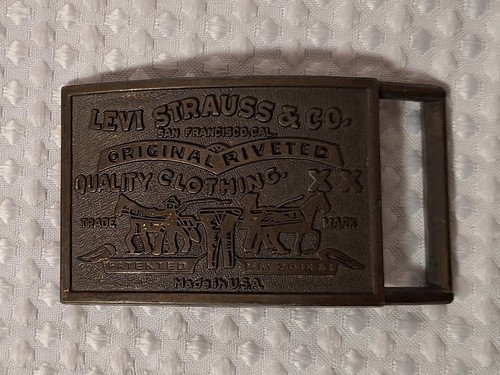 LEVI STRAUSS & CO.
SAN FRANCISCO, CAL.
ORIGINAL RIVETED
QUALITY CLOTHING.
XX
TRADE MARK
PATENTED MAY 20 1873
Made in U.S.A.